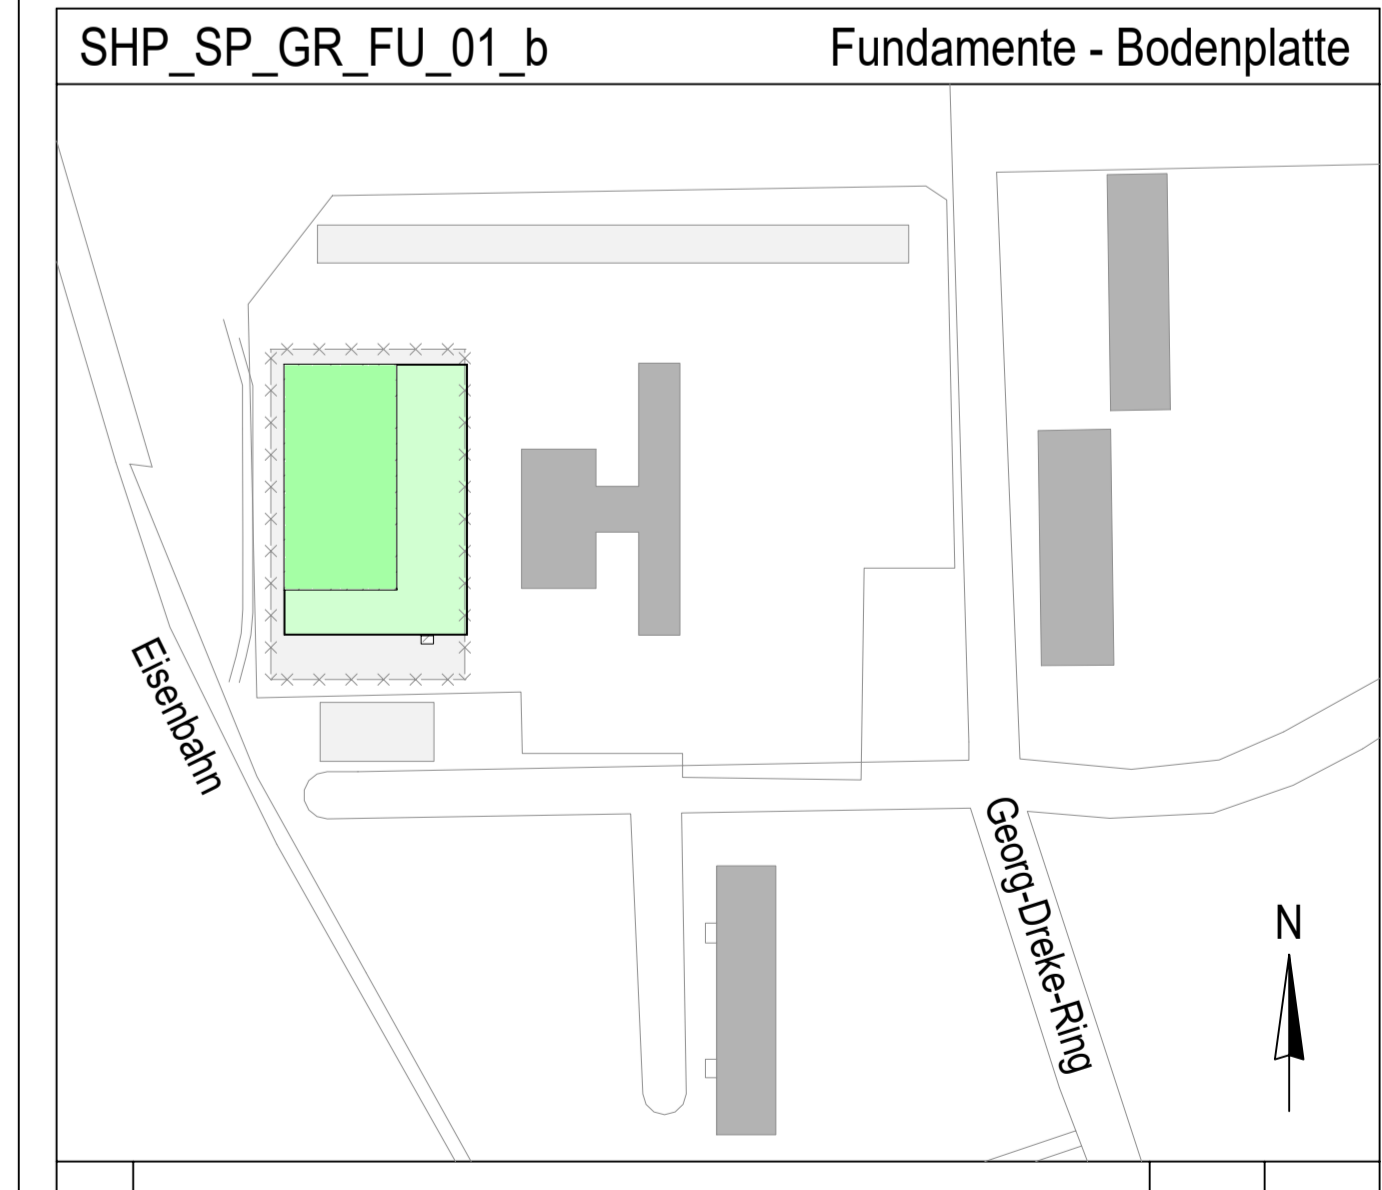 SHP_SP_GR_FU_01_b
Fundamente - Bodenplatte
Eisenbahn
Georg-Dreke-Ring
N